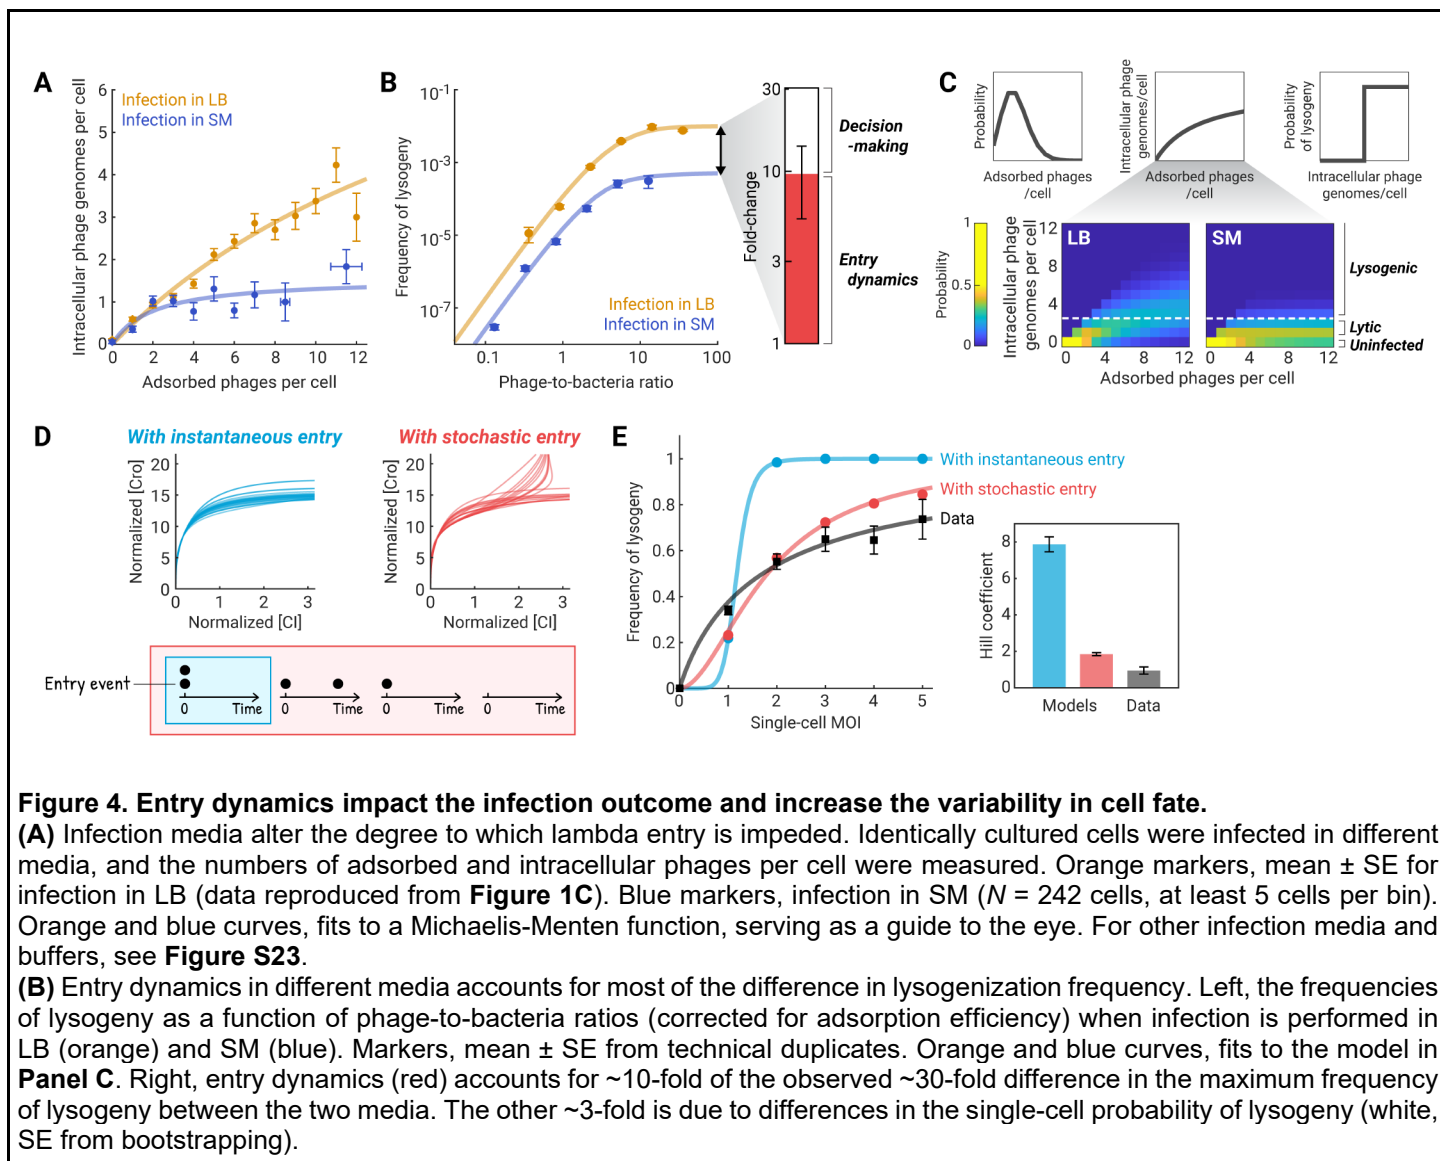 A
Intracellular phage genomes per cell
6
5
4
3
2
1
0
Infection in LB
Infection in SM
0 2 4 6 8 10 12
Adsorbed phages per cell
B
Frequency of lysogeny
10-1
10-3
10-5
10-7
Infection in LB
Infection in SM
0.1 1 10 100
Phage-to-bacteria ratio
Fold-change
30
10
3
1
Decision
-making
Entry
dynamics
C
Probability
Adsorbed phages
/cell
Intracellular phage
genomes/cell
Adsorbed phages
/cell
Probability
of lysogeny
Intracellular phage
genomes/cell
Probability
1
0.5
0
Intracellular phage
genomes per cell
12
8
4
0
LB
SM
0 4 8 12
0 4 8 12
Adsorbed phages per cell
Lysogenic
Lytic
Uninfected
D
With instantaneous entry
Normalized [Cro]
20
15
10
5
0
0 1 2 3
Normalized [CI]
With stochastic entry
Normalized [Cro]
20
15
10
5
0
0 1 2 3
Normalized [CI]
Entry event
0 Time
0 Time
0 Time
0 Time
E
Frequency of lysogeny
1
0.8
0.6
0.4
0.2
0
0 1 2 3 4 5
Single-cell MOI
With instantaneous entry
With stochastic entry
Data
Hill coefficient
8
6
4
2
0
Models Data
Figure 4. Entry dynamics impact the infection outcome and increase the variability in cell fate.
(A) Infection media alter the degree to which lambda entry is impeded. Identically cultured cells were infected in different
media, and the numbers of adsorbed and intracellular phages per cell were measured. Orange markers, mean ± SE for
infection in LB (data reproduced from Figure 1C). Blue markers, infection in SM (N = 242 cells, at least 5 cells per bin).
Orange and blue curves, fits to a Michaelis-Menten function, serving as a guide to the eye. For other infection media and
buffers, see Figure S23.
(B) Entry dynamics in different media accounts for most of the difference in lysogenization frequency. Left, the frequencies
of lysogeny as a function of phage-to-bacteria ratios (corrected for adsorption efficiency) when infection is performed in
LB (orange) and SM (blue). Markers, mean ± SE from technical duplicates. Orange and blue curves, fits to the model in
Panel C. Right, entry dynamics (red) accounts for ~10-fold of the observed ~30-fold difference in the maximum frequency
of lysogeny between the two media. The other ~3-fold is due to differences in the single-cell probability of lysogeny (white,
SE from bootstrapping).